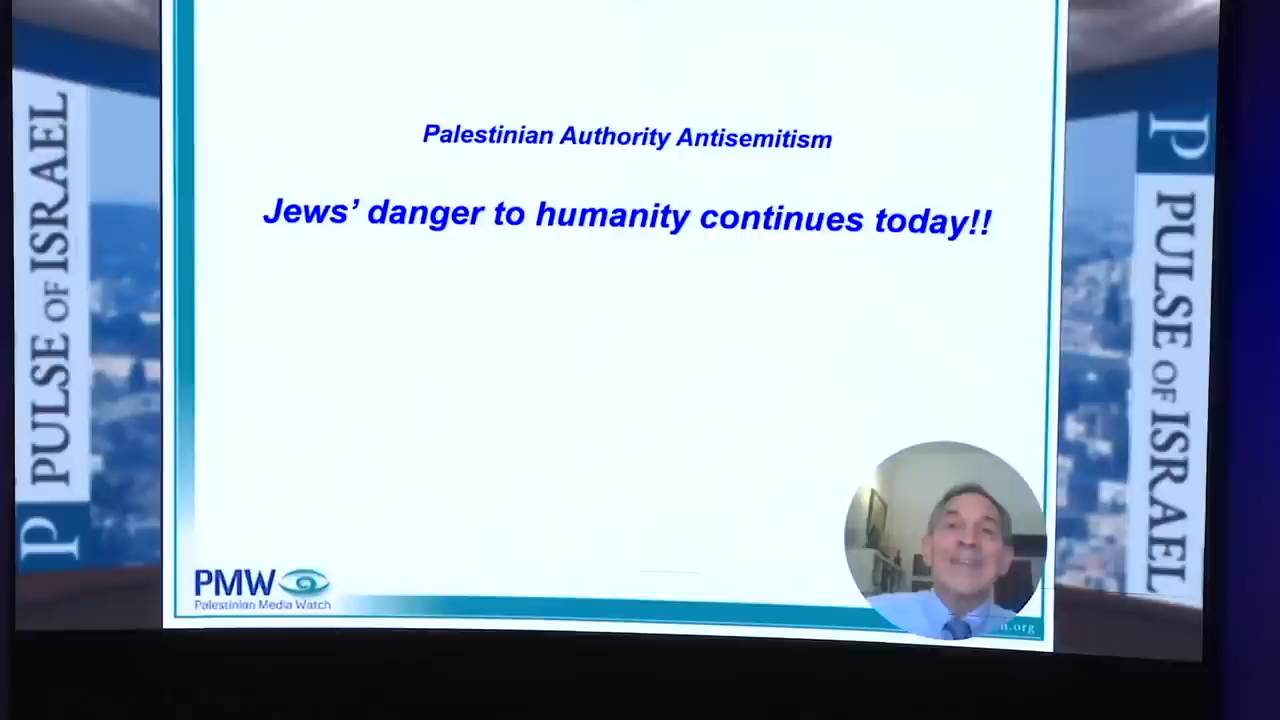 Palestinian Authority Antisemitism
Jews’ danger to humanity continues today!!
PULSE OF ISRAEL
P
P
PULSE OF ISRAEL
PMW
Palestinian Media Watch
.org